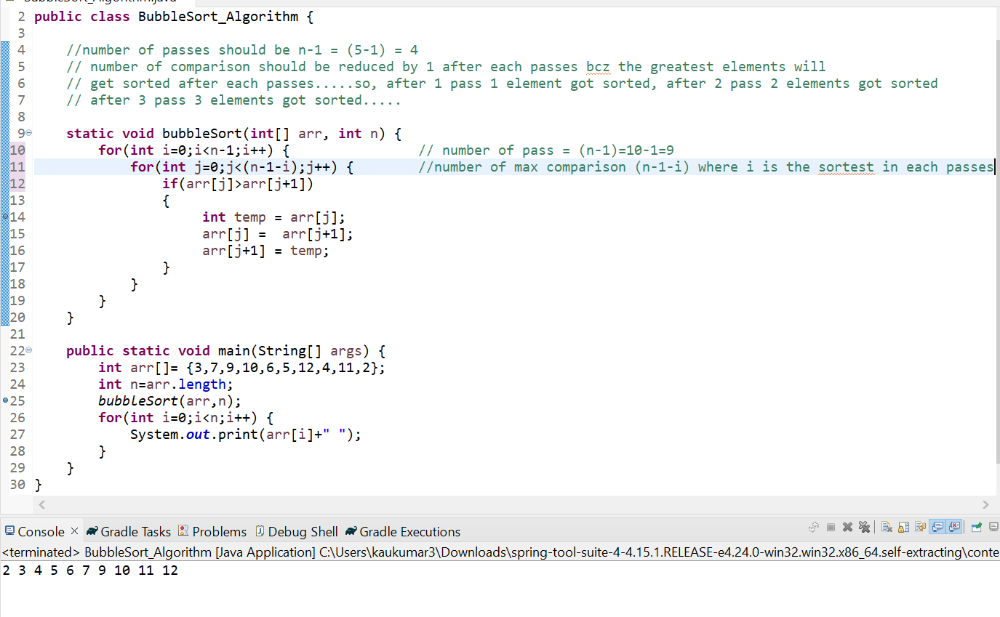 2 public class BubbleSort_Algorithm {
3
4     //number of passes should be n-1 = (5-1) = 4
5     // number of comparison should be reduced by 1 after each passes bcz the greatest elements will
6     // get sorted after each passes.....so, after 1 pass 1 element got sorted, after 2 pass 2 elements got sorted
7     // after 3 pass 3 elements got sorted.....
8
9     static void bubbleSort(int[] arr, int n) {
10         for(int i=0;i<n-1;i++) {                // number of pass = (n-1)=10-1=9
11             for(int j=0;j<(n-1-i);j++) {        //number of max comparison (n-1-i) where i is the sortest in each passes
12                 if(arr[j]>arr[j+1])
13                 {
14                      int temp = arr[j];
15                      arr[j] =  arr[j+1];
16                      arr[j+1] = temp;
17                 }
18             }
19         }
20     }
21
22     public static void main(String[] args) {
23         int arr[]= {3,7,9,10,6,5,12,4,11,2};
24         int n=arr.length;
25         bubbleSort(arr,n);
26         for(int i=0;i<n;i++) {
27             System.out.print(arr[i]+" ");
28         }
29     }
30 }
Console Gradle Tasks Problems Debug Shell Gradle Executions
<terminated> BubbleSort_Algorithm [Java Application] C:\Users\kaukumar3\Downloads\spring-tool-suite-4-4.15.1.RELEASE-e4.24.0-win32.win32.x86_64.self-extracting\conte
2 3 4 5 6 7 9 10 11 12